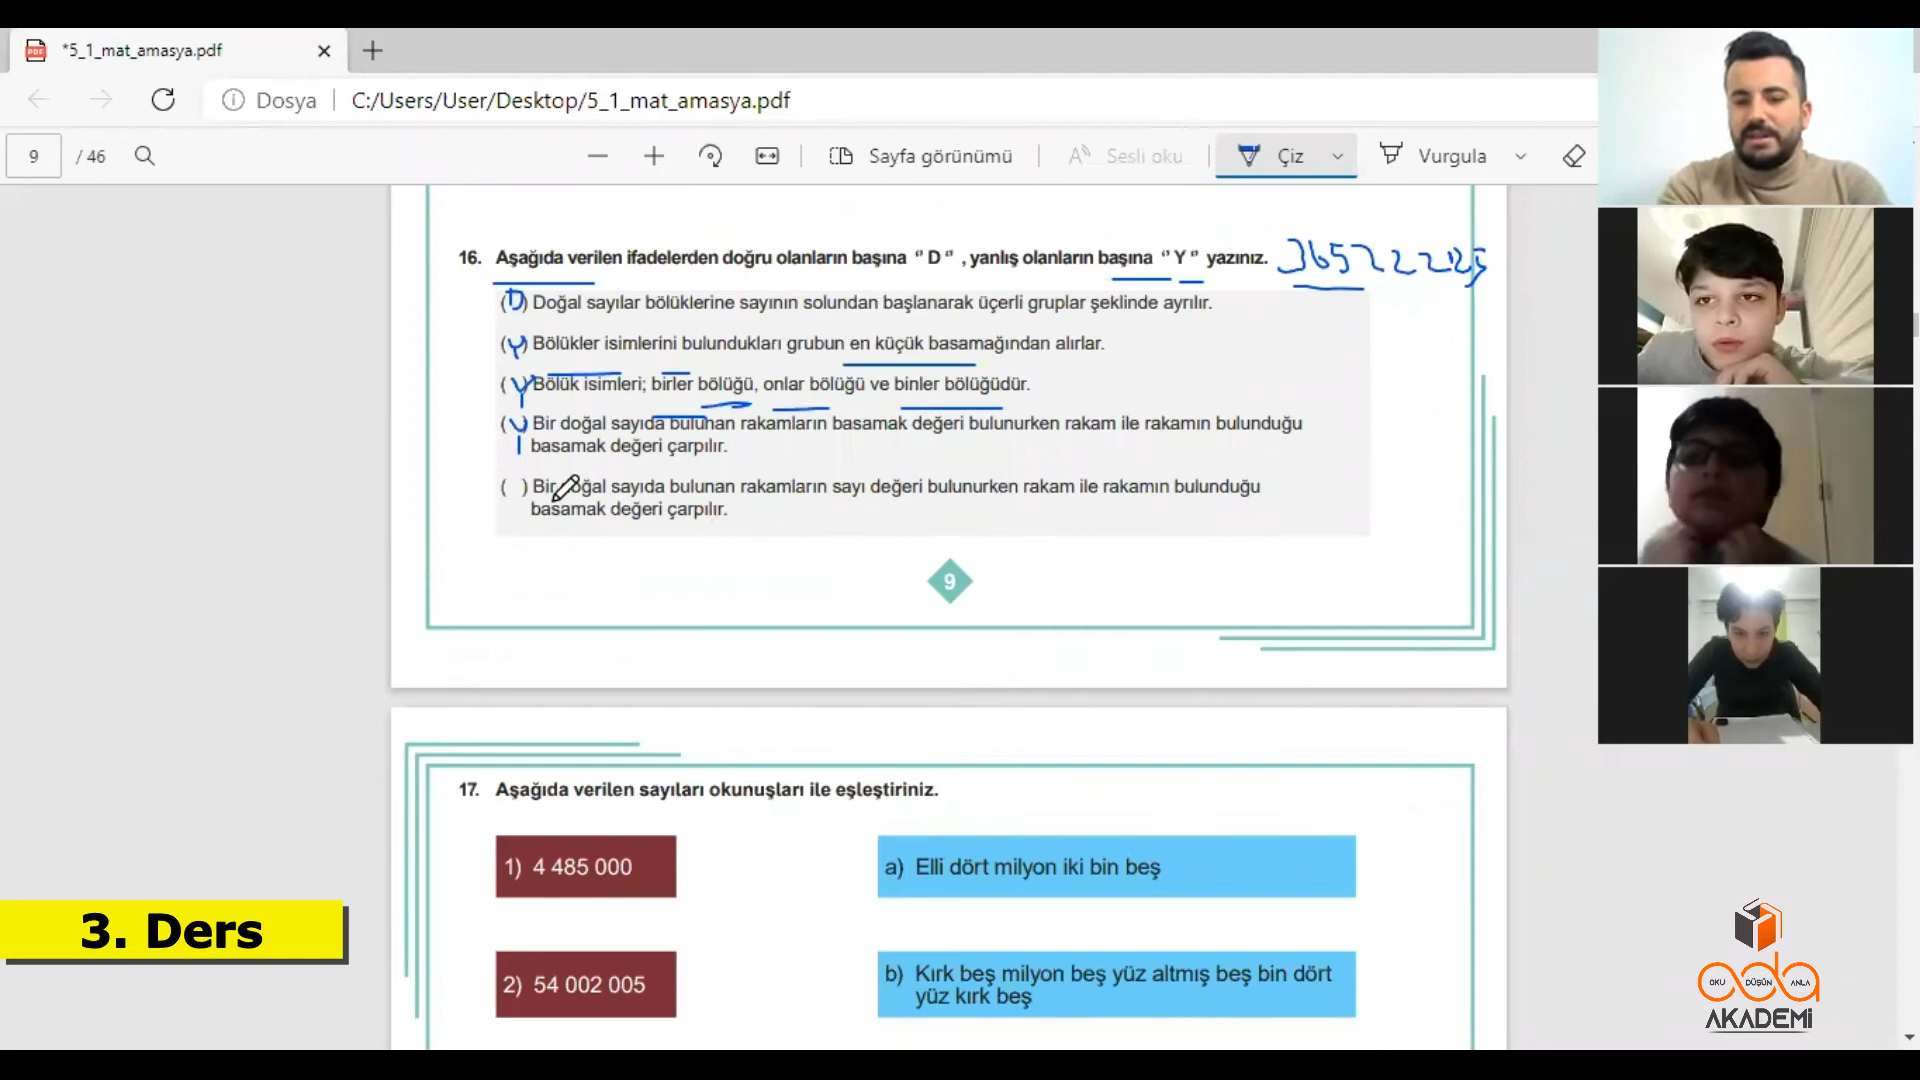 *5_1_mat_amasya.pdf
Dosya
C:/Users/User/Desktop/5_1_mat_amasya.pdf
9
/ 46
Sayfa görünümü
Sesli oku
Çiz
Vurgula
16. Aşağıda verilen ifadelerden doğru olanların başına "D", yanlış olanların başına "Y" yazınız.
(D) Doğal sayılar bölüklerine sayının solundan başlanarak üçerli gruplar şeklinde ayrılır.
(Y) Bölükler isimlerini bulundukları grubun en küçük basamağından alırlar.
(Y) Bölük isimleri; birler bölüğü, onlar bölüğü ve binler bölüğüdür.
(Y) Bir doğal sayıda bulunan rakamların basamak değeri bulunurken rakam ile rakamın bulunduğu
basamak değeri çarpılır.
( ) Bir doğal sayıda bulunan rakamların sayı değeri bulunurken rakam ile rakamın bulunduğu
basamak değeri çarpılır.
9
17. Aşağıda verilen sayıları okunuşları ile eşleştiriniz.
1) 4 485 000
a) Elli dört milyon iki bin beş
2) 54 002 005
b) Kırk beş milyon beş yüz altmış beş bin dört
yüz kırk beş
3. Ders
oda
OKU DÜŞÜN ANLA
AKADEMİ